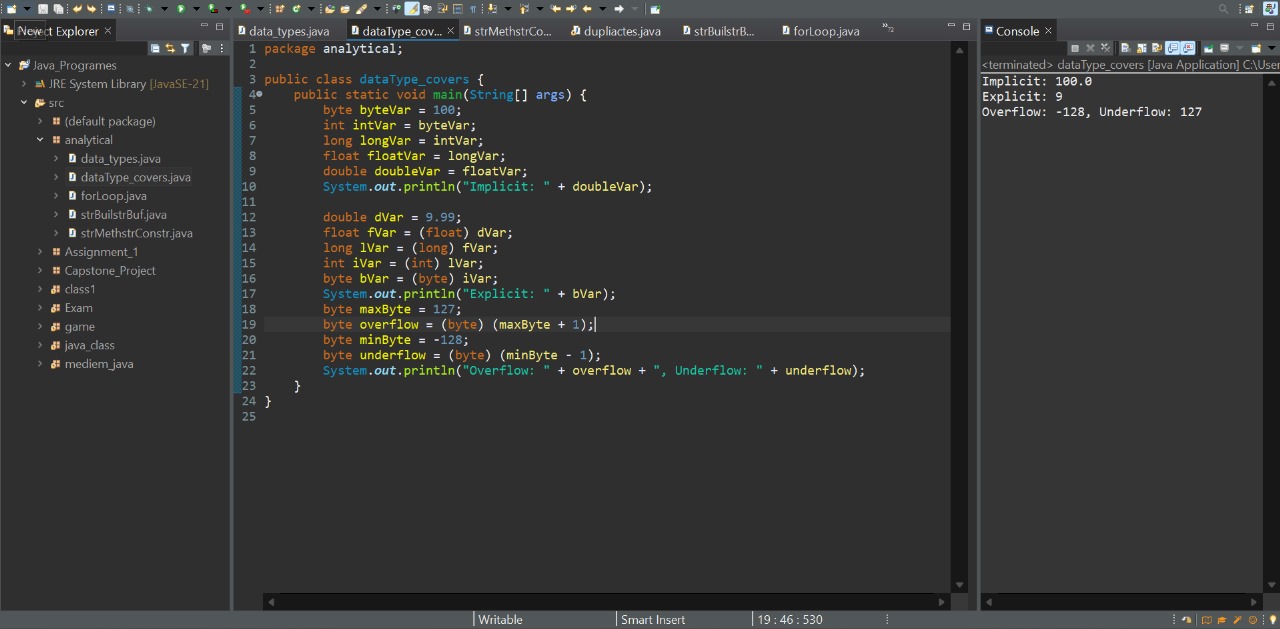 Project Explorer
Java_Programes
JRE System Library [JavaSE-21]
src
(default package)
analytical
data_types.java
dataType_covers.java
forLoop.java
strBuilstrBuf.java
strMethstrConstr.java
Assignment_1
Capstone_Project
class1
Exam
game
java_class
mediem_java
data_types.java
dataType_cov...
strMethstrCo...
dupliactes.java
strBuilstrB...
forLoop.java
1 package analytical;
2
3 public class dataType_covers {
4 public static void main(String[] args) {
5 byte byteVar = 100;
6 int intVar = byteVar;
7 long longVar = intVar;
8 float floatVar = longVar;
9 double doubleVar = floatVar;
10 System.out.println("Implicit: " + doubleVar);
11
12 double dVar = 9.99;
13 float fVar = (float) dVar;
14 long lVar = (long) fVar;
15 int iVar = (int) lVar;
16 byte bVar = (byte) iVar;
17 System.out.println("Explicit: " + bVar);
18 byte maxByte = 127;
19 byte overflow = (byte) (maxByte + 1);
20 byte minByte = -128;
21 byte underflow = (byte) (minByte - 1);
22 System.out.println("Overflow: " + overflow + ", Underflow: " + underflow);
23 }
24 }
25
Console
<terminated> dataType_covers [Java Application] C:\User
Implicit: 100.0
Explicit: 9
Overflow: -128, Underflow: 127
Writable
Smart Insert
19 : 46 : 530